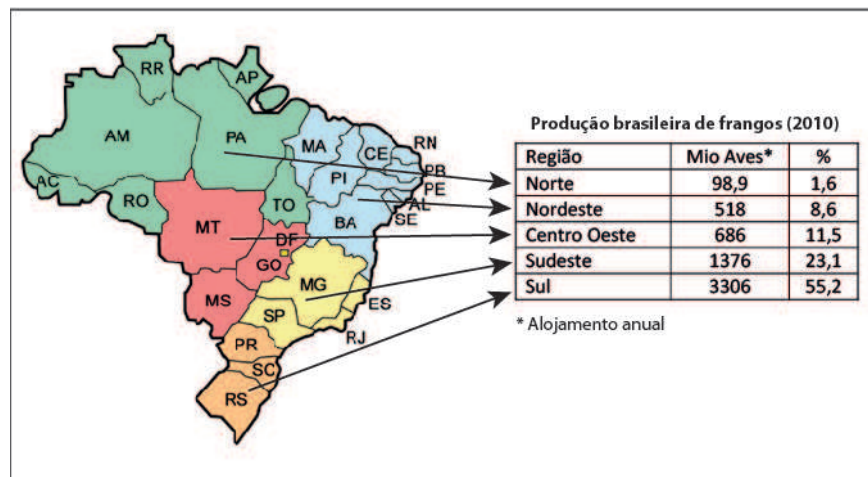 RR
AP
AM
PA
MA
CE
RN
PB
PI
PE
AC
AL
RO
TO
SE
MT
BA
DF
GO
MG
MS
ES
SP
RJ
PR
SC
RS
Produção brasileira de frangos (2010)
Região Mio Aves* %
Norte 98,9 1,6
Nordeste 518 8,6
Centro Oeste 686 11,5
Sudeste 1376 23,1
Sul 3306 55,2
* Alojamento anual